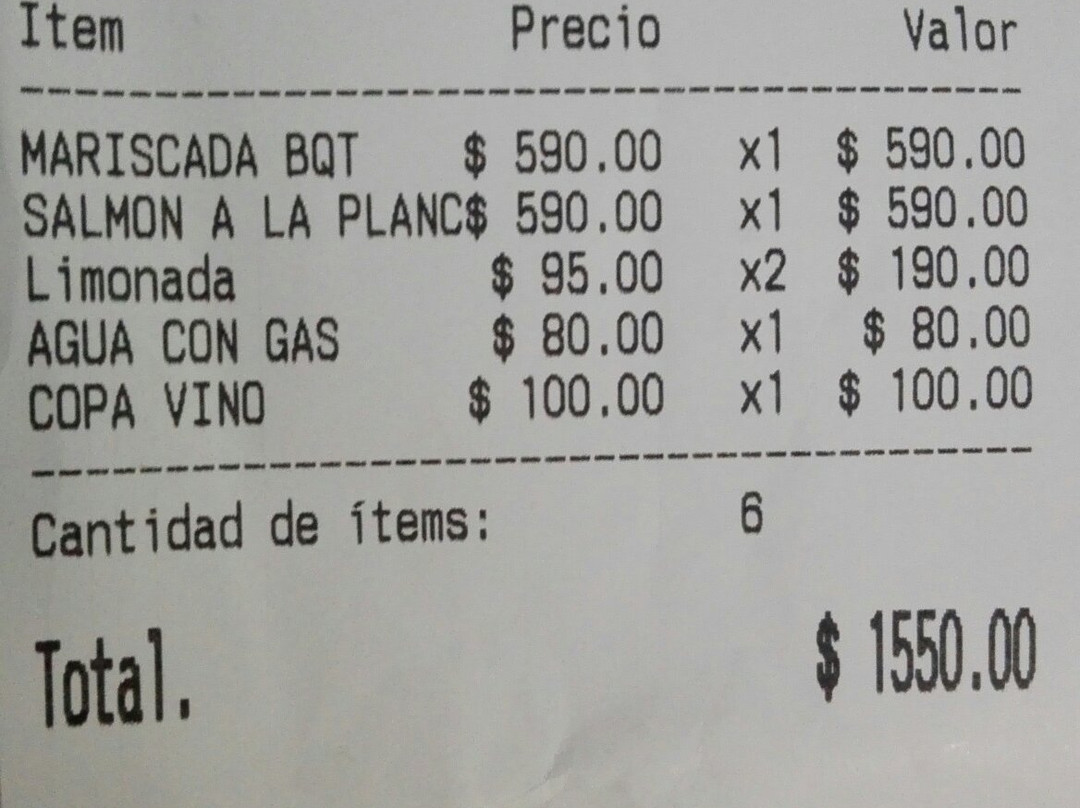 Item Precio Valor
--------------------------------------
MARISCADA BQT $ 590.00 x1 $ 590.00
SALMON A LA PLANC$ 590.00 x1 $ 590.00
Limonada $ 95.00 x2 $ 190.00
AGUA CON GAS $ 80.00 x1 $ 80.00
COPA VINO $ 100.00 x1 $ 100.00
--------------------------------------
Cantidad de ítems: 6
Total. $ 1550.00